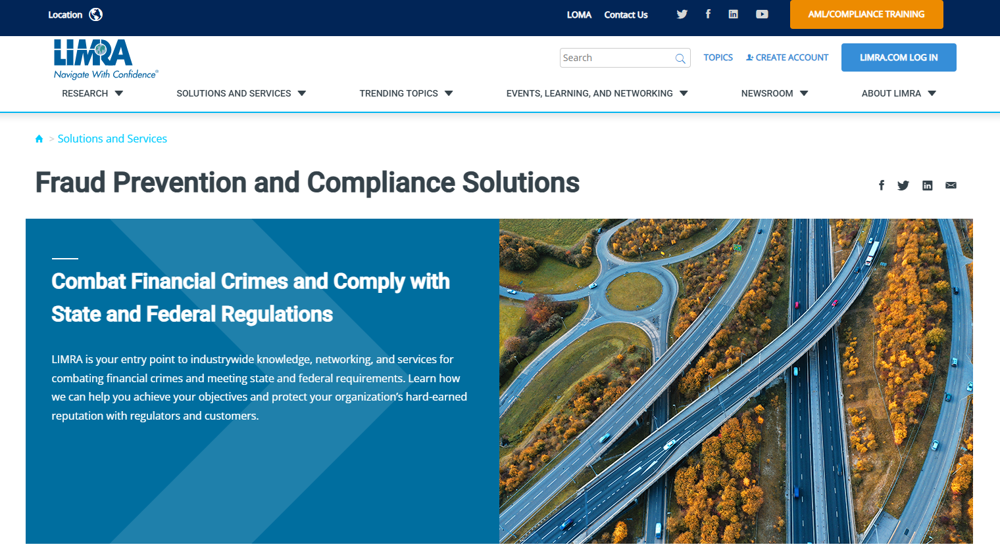 Location
LOMA
Contact Us
AML/COMPLIANCE TRAINING
LIMRA
Navigate With Confidence®
Search
TOPICS
CREATE ACCOUNT
LIMRA.COM LOG IN
RESEARCH
SOLUTIONS AND SERVICES
TRENDING TOPICS
EVENTS, LEARNING, AND NETWORKING
NEWSROOM
ABOUT LIMRA
> Solutions and Services
Fraud Prevention and Compliance Solutions
Combat Financial Crimes and Comply with
State and Federal Regulations
LIMRA is your entry point to industrywide knowledge, networking, and services for
combating financial crimes and meeting state and federal requirements. Learn how
we can help you achieve your objectives and protect your organization’s hard-earned
reputation with regulators and customers.